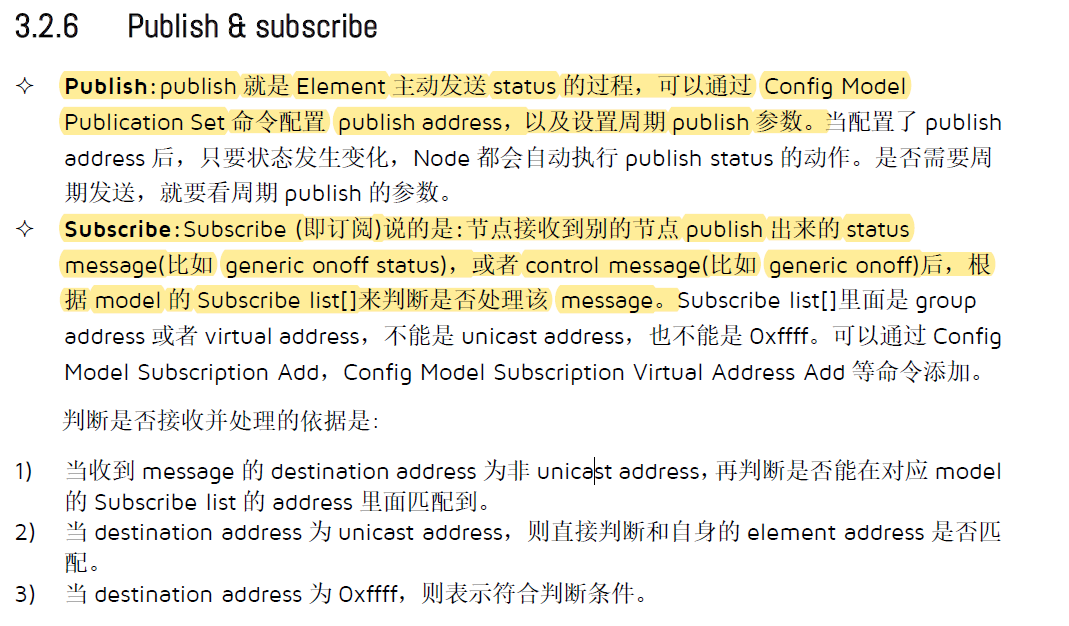 3.2.6 Publish & subscribe
✧ Publish:publish 就是 Element 主动发送 status 的过程，可以通过 Config Model
Publication Set 命令配置 publish address，以及设置周期 publish 参数。当配置了 publish
address 后，只要状态发生变化，Node 都会自动执行 publish status 的动作。是否需要周
期发送，就要看周期 publish 的参数。
✧ Subscribe:Subscribe (即订阅)说的是:节点接收到别的节点 publish 出来的 status
message(比如 generic onoff status)，或者 control message(比如 generic onoff)后，根
据 model 的 Subscribe list[]来判断是否处理该 message。Subscribe list[]里面是 group
address 或者 virtual address，不能是 unicast address，也不能是 0xffff。可以通过 Config
Model Subscription Add，Config Model Subscription Virtual Address Add 等命令添加。
判断是否接收并处理的依据是:
1) 当收到 message 的 destination address 为非 unicast address，再判断是否能在对应 model
的 Subscribe list 的 address 里面匹配到。
2) 当 destination address 为 unicast address，则直接判断和自身的 element address 是否匹
配。
3) 当 destination address 为 0xffff，则表示符合判断条件。